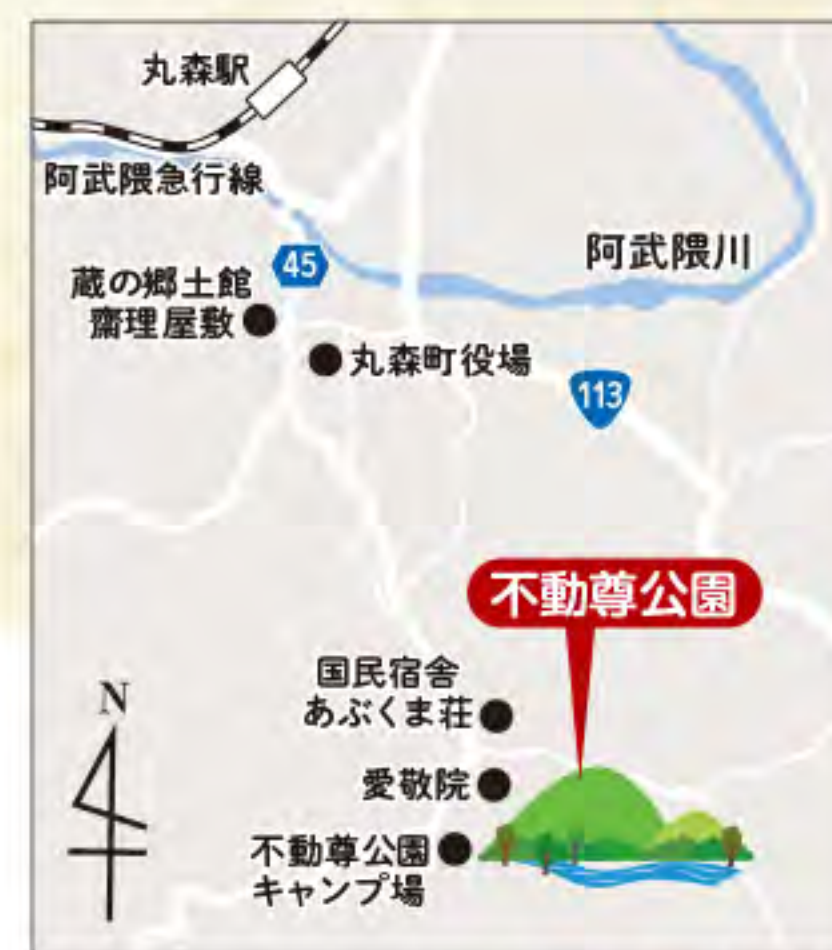 丸森駅
阿武隈急行線
45
阿武隈川
蔵の郷土館
齋理屋敷
丸森町役場
113
不動尊公園
国民宿舎
あぶくま荘
愛敬院
不動尊公園
キャンプ場
N